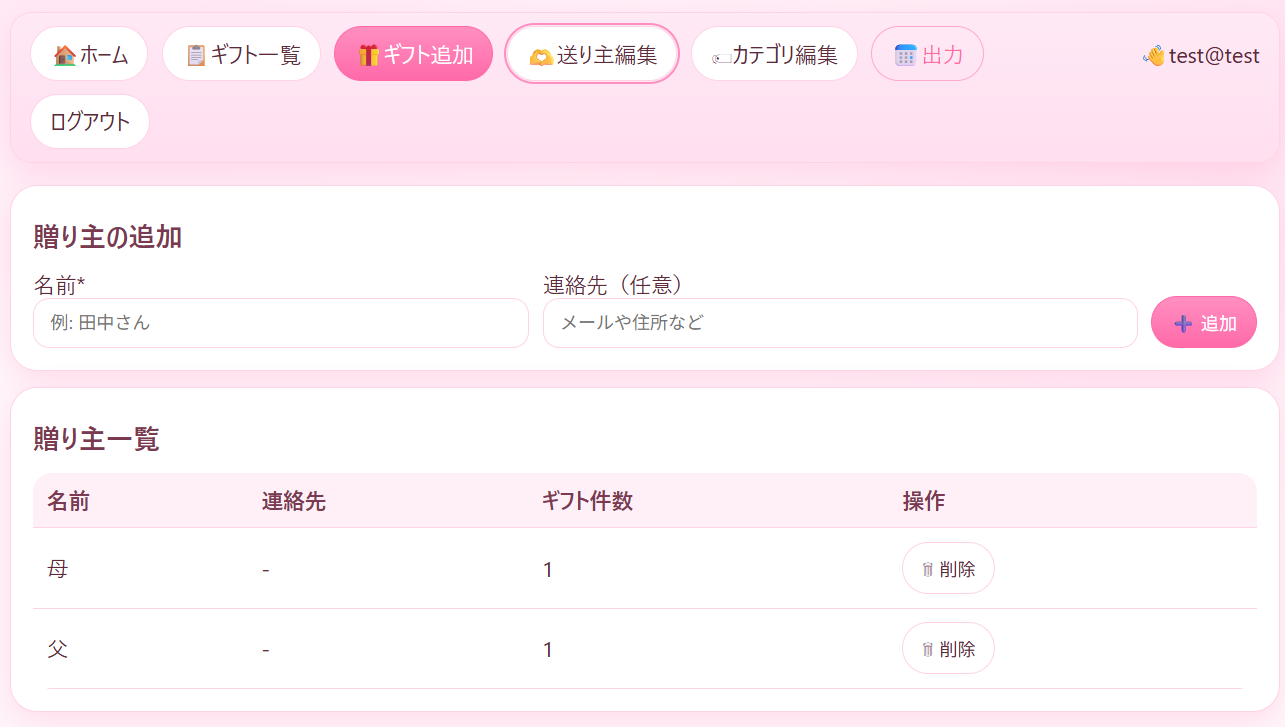 🏠ホーム 📋ギフト一覧 🎁ギフト追加 🫶送り主編集 🏷️カテゴリ編集 📅出力 👋test@test
ログアウト
贈り主の追加
名前* 連絡先（任意）
例: 田中さん メールや住所など ➕ 追加
贈り主一覧
名前 連絡先 ギフト件数 操作
母 - 1 🗑 削除
父 - 1 🗑 削除